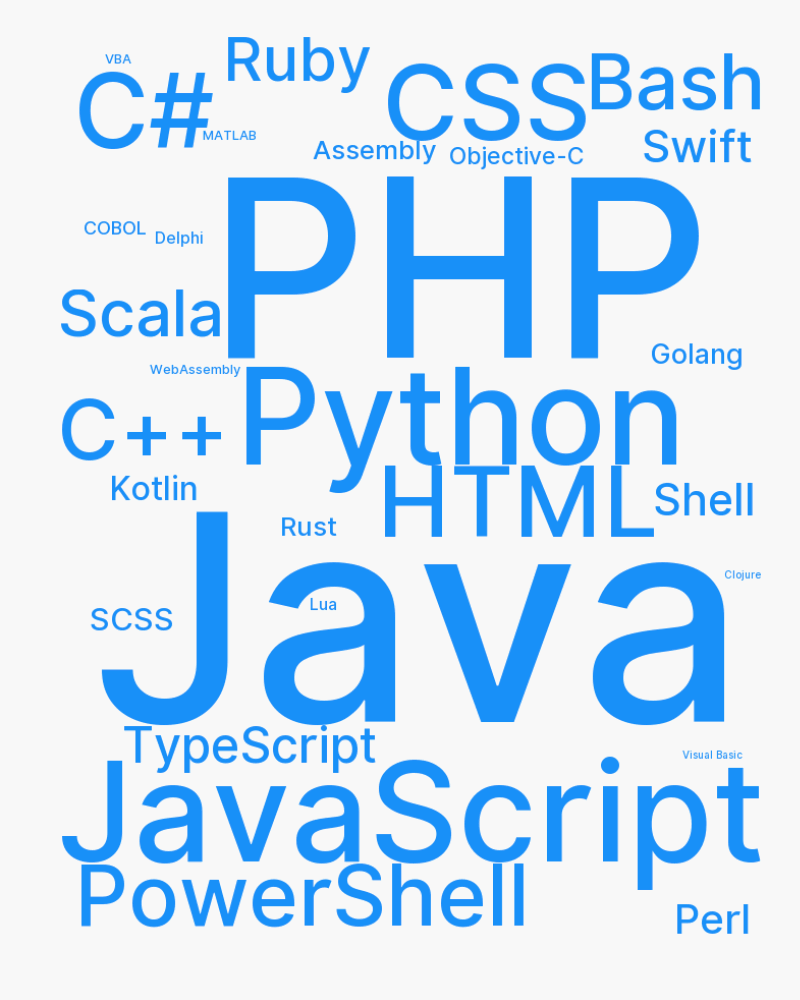 Ruby
VBA
C#
CSS
Bash
MATLAB
Assembly
Objective-C
Swift
PHP
COBOL
Delphi
Scala
Golang
WebAssembly
Python
C++
Kotlin
HTML
Shell
Rust
Java
Clojure
Lua
SCSS
TypeScript
Visual Basic
JavaScript
PowerShell
Perl